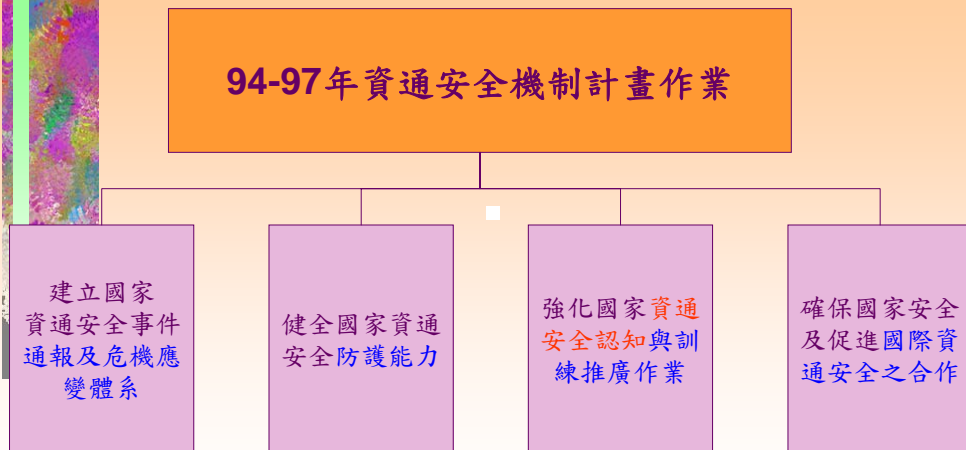 94-97年資通安全機制計畫作業
建立國家
資通安全事件
通報及危機應
變體系
健全國家資通
安全防護能力
強化國家資通
安全認知與訓
練推廣作業
確保國家安全
及促進國際資
通安全之合作